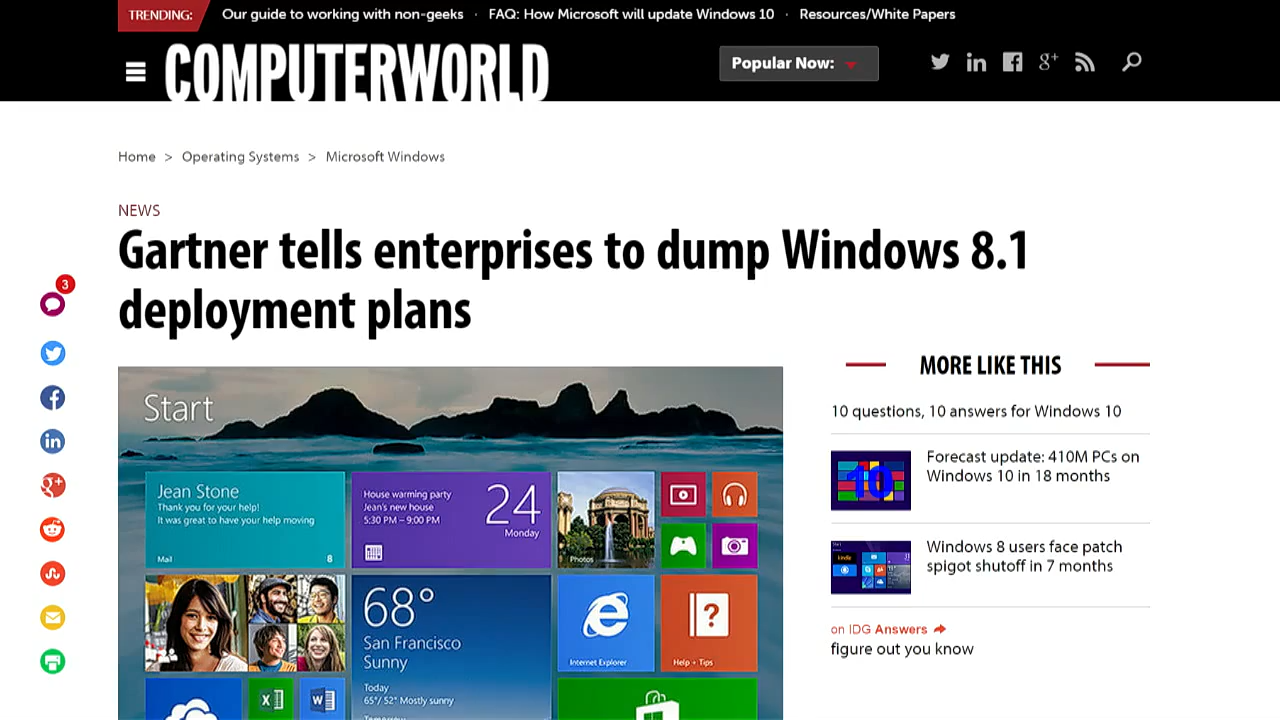 TRENDING: Our guide to working with non-geeks · FAQ: How Microsoft will update Windows 10 · Resources/White Papers
COMPUTERWORLD
Popular Now:
Home > Operating Systems > Microsoft Windows
NEWS
Gartner tells enterprises to dump Windows 8.1
deployment plans
3
Start
Jean Stone
Thank you for your help!
It was great to have your help moving
Mail 8
House warming party
Jean's new house
5:30 PM – 9:00 PM
24
Monday
Photos
68°
San Francisco
Sunny
Today
65°/ 52° Mostly sunny
Internet Explorer
Help + Tips
MORE LIKE THIS
10 questions, 10 answers for Windows 10
10
Forecast update: 410M PCs on
Windows 10 in 18 months
Windows 8 users face patch
spigot shutoff in 7 months
on IDG Answers
figure out you know